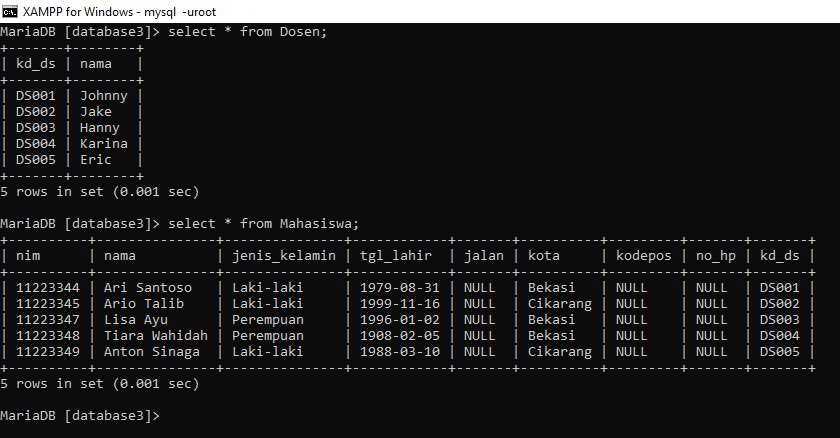 XAMPP for Windows - mysql  -uroot
MariaDB [database3]> select * from Dosen;
+-------+--------+
| kd_ds | nama   |
+-------+--------+
| DS001 | Johnny |
| DS002 | Jake   |
| DS003 | Hanny  |
| DS004 | Karina |
| DS005 | Eric   |
+-------+--------+
5 rows in set (0.001 sec)
MariaDB [database3]> select * from Mahasiswa;
+----------+---------------+---------------+------------+-------+----------+---------+-------+-------+
| nim      | nama          | jenis_kelamin | tgl_lahir  | jalan | kota     | kodepos | no_hp | kd_ds |
+----------+---------------+---------------+------------+-------+----------+---------+-------+-------+
| 11223344 | Ari Santoso   | Laki-laki     | 1979-08-31 | NULL  | Bekasi   | NULL    | NULL  | DS001 |
| 11223345 | Ario Talib    | Laki-laki     | 1999-11-16 | NULL  | Cikarang | NULL    | NULL  | DS002 |
| 11223347 | Lisa Ayu      | Perempuan     | 1996-01-02 | NULL  | Bekasi   | NULL    | NULL  | DS003 |
| 11223348 | Tiara Wahidah | Perempuan     | 1908-02-05 | NULL  | Bekasi   | NULL    | NULL  | DS004 |
| 11223349 | Anton Sinaga  | Laki-laki     | 1988-03-10 | NULL  | Cikarang | NULL    | NULL  | DS005 |
+----------+---------------+---------------+------------+-------+----------+---------+-------+-------+
5 rows in set (0.001 sec)
MariaDB [database3]>